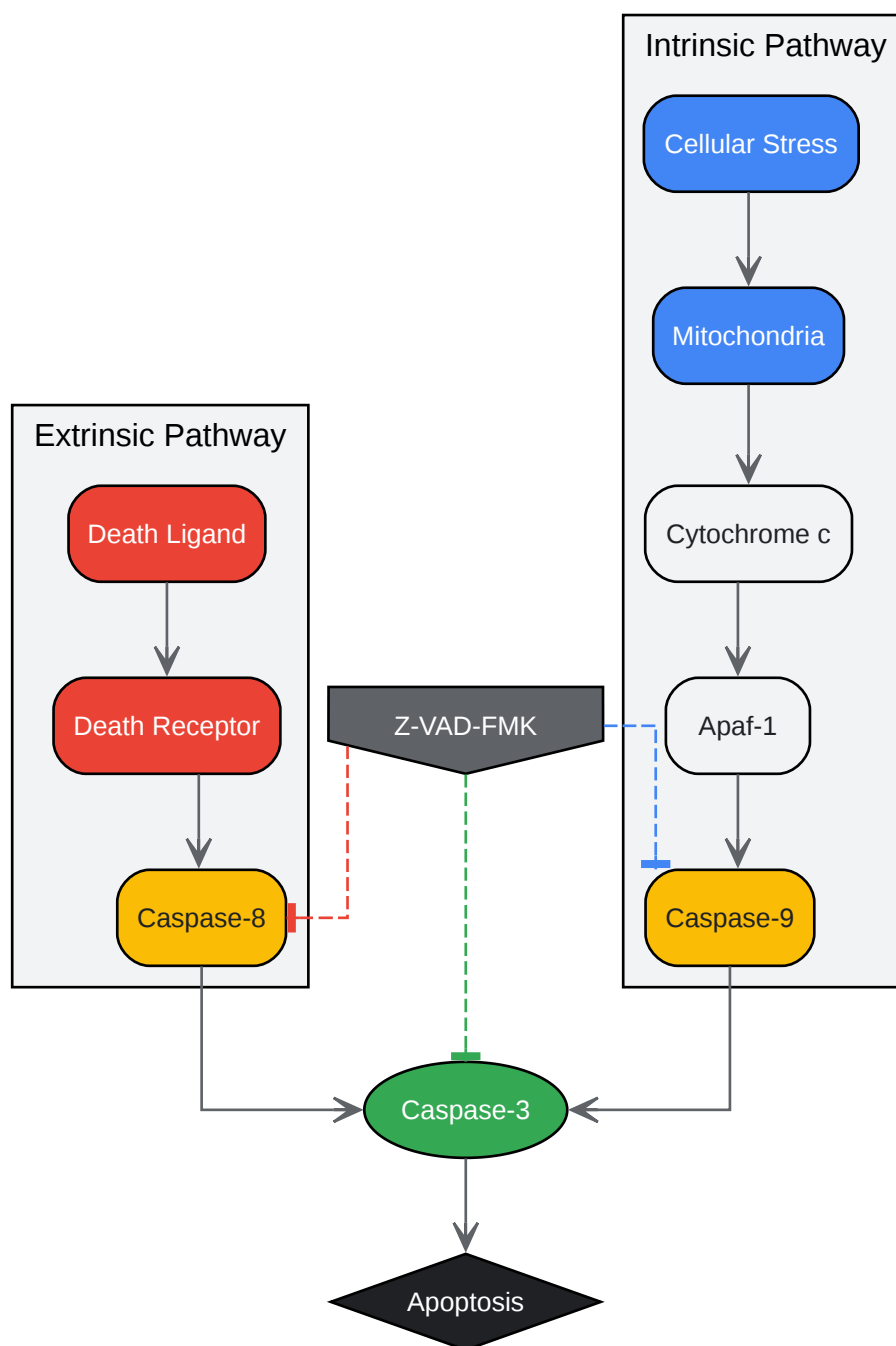 Intrinsic Pathway
Cellular Stress
Mitochondria
Cytochrome c
Apaf-1
Caspase-9
Extrinsic Pathway
Death Ligand
Death Receptor
Caspase-8
Z-VAD-FMK
Caspase-3
Apoptosis